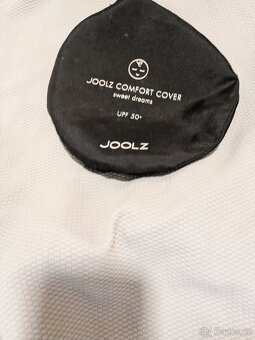 JOOLZ COMFORT COVER
sweet dreams
UPF 50+
JOOLZ